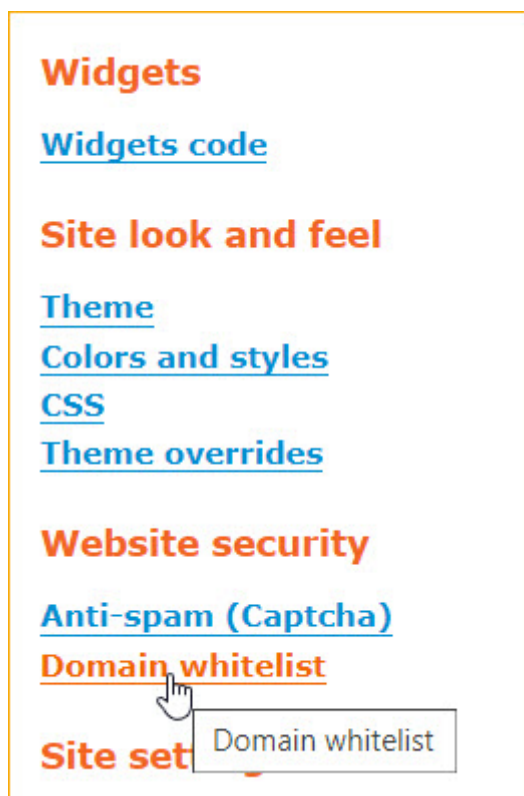 Widgets
Widgets code
Site look and feel
Theme
Colors and styles
CSS
Theme overrides
Website security
Anti-spam (Captcha)
Domain whitelist
Domain whitelist
Site